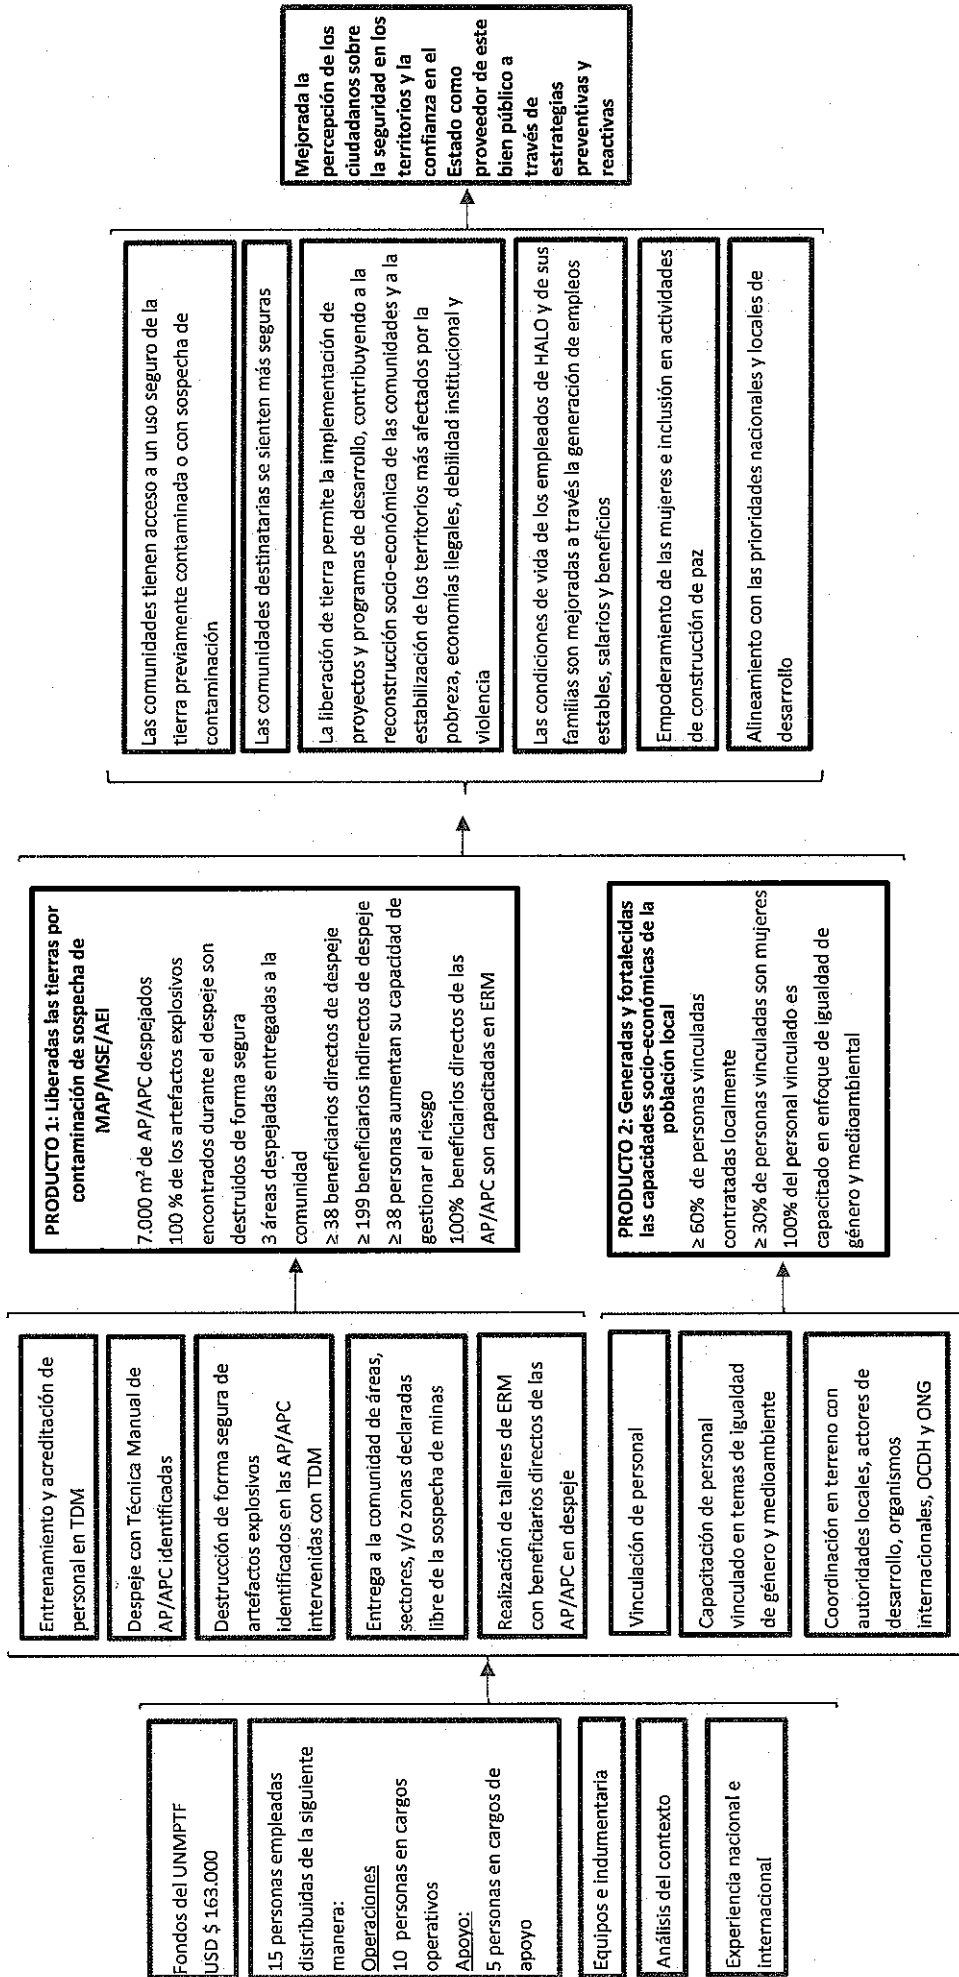 Fondos del UNMPTF
USD $ 163.000
15 personas empleadas
distribuidas de la siguiente
manera:
Operaciones
10 personas en cargos
operativos
Apoyo:
5 personas en cargos de
apoyo
Equipos e indumentaria
Análisis del contexto
Experiencia nacional e
internacional
Entrenamiento y acreditación de
personal en TDM
Despeje con Técnica Manual de
AP/APC identificadas
Destrucción de forma segura de
artefactos explosivos
identificados en las AP/APC
intervenidas con TDM
Entrega a la comunidad de áreas,
sectores, y/o zonas declaradas
libre de la sospecha de minas
Realización de talleres de ERM
con beneficiarios directos de las
AP/APC en despeje
Vinculación de personal
Capacitación de personal
vinculado en temas de igualdad
de género y medioambiente
Coordinación en terreno con
autoridades locales, actores de
desarrollo, organismos
internacionales, OCDH y ONG
PRODUCTO 1: Liberadas las tierras por
contaminación de sospecha de
MAP/MSE/AEI
7.000 m² de AP/APC despejados
100 % de los artefactos explosivos
encontrados durante el despeje son
destruidos de forma segura
3 áreas despejadas entregadas a la
comunidad
≥ 38 beneficiarios directos de despeje
≥ 199 beneficiarios indirectos de despeje
≥ 38 personas aumentan su capacidad de
gestionar el riesgo
100% beneficiarios directos de las
AP/APC son capacitadas en ERM
PRODUCTO 2: Generadas y fortalecidas
las capacidades socio-económicas de la
población local
≥ 60% de personas vinculadas
contratadas localmente
≥ 30% de personas vinculadas son mujeres
100% del personal vinculado es
capacitado en enfoque de igualdad de
género y medioambiental
Las comunidades tienen acceso a un uso seguro de la
tierra previamente contaminada o con sospecha de
contaminación
Las comunidades destinatarias se sienten más seguras
La liberación de tierra permite la implementación de
proyectos y programas de desarrollo, contribuyendo a la
reconstrucción socio-económica de las comunidades y a la
estabilización de los territorios más afectados por la
pobreza, economías ilegales, debilidad institucional y
violencia
Las condiciones de vida de los empleados de HALO y de sus
familias son mejoradas a través la generación de empleos
estables, salarios y beneficios
Empoderamiento de las mujeres e inclusión en actividades
de construcción de paz
Alineamiento con las prioridades nacionales y locales de
desarrollo
Mejorada la
percepción de los
ciudadanos sobre
la seguridad en los
territorios y la
confianza en el
Estado como
proveedor de este
bien público a
través de
estrategias
preventivas y
reactivas